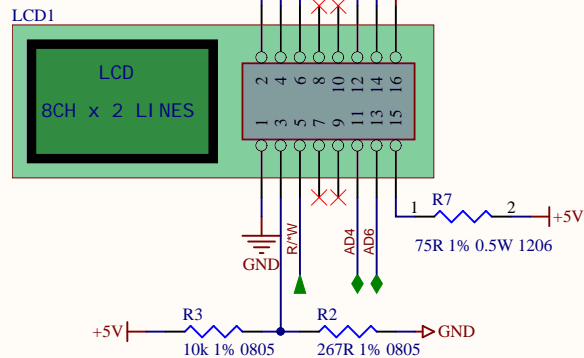 LCD1
LCD
8CH x 2 LINES
2 4 6 8 10 12 14 16
1 3 5 7 9 11 13 15
R/*W
AD4
AD6
GND
R7
1 2
+5V
75R 1% 0.5W 1206
R3
R2
+5V
GND
10k 1% 0805
267R 1% 0805